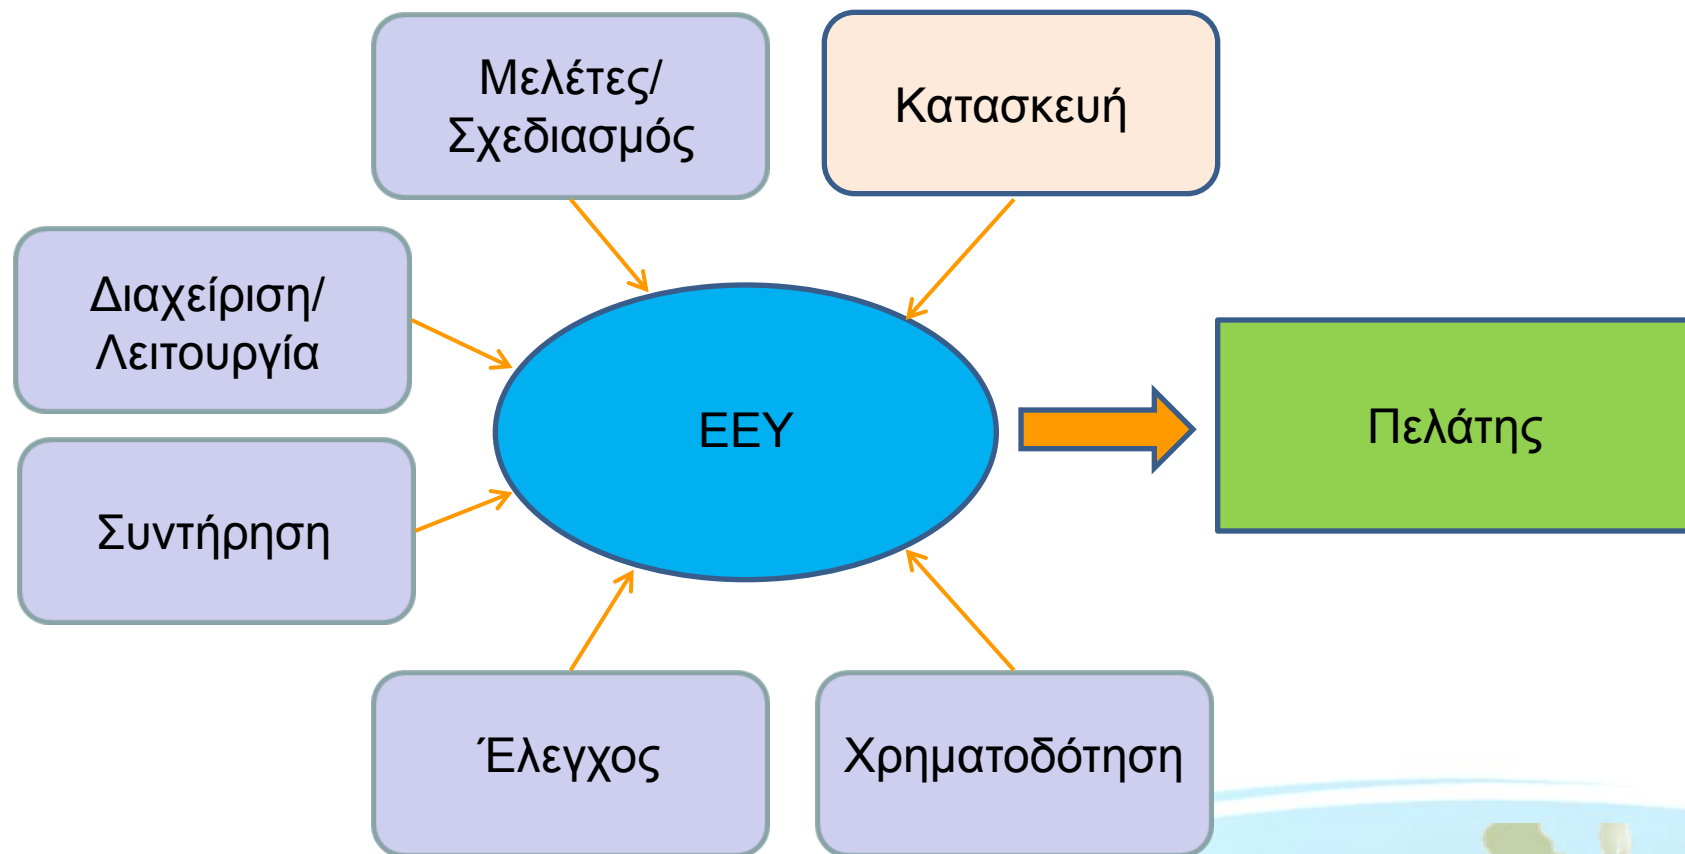 Μελέτες/
Σχεδιασμός
Κατασκευή
Διαχείριση/
Λειτουργία
ΕΕΥ
Πελάτης
Συντήρηση
Έλεγχος
Χρηματοδότηση